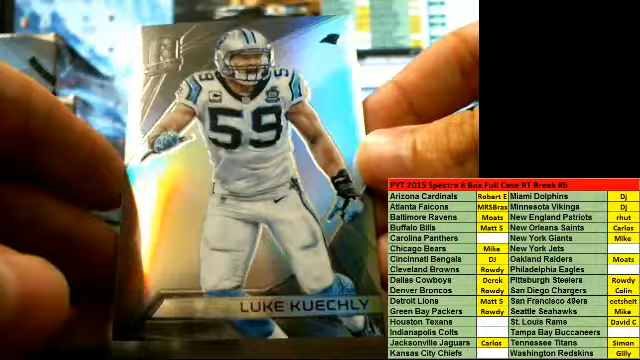 59
59
59
LUKE KUECHLY
PYT 2015 Spectra 8 Box Full Case RT Break #6
Arizona Cardinals Robert E Miami Dolphins Dj
Atlanta Falcons MRSBrax Minnesota Vikings Dj
Baltimore Ravens Moats New England Patriots rhut
Buffalo Bills Matt S New Orleans Saints Carlos
Carolina Panthers New York Giants Mike
Chicago Bears Mike New York Jets
Cincinnati Bengals DJ Oakland Raiders Moats
Cleveland Browns Rowdy Philadelphia Eagles
Dallas Cowboys Derek Pittsburgh Steelers Rowdy
Denver Broncos Rowdy San Diego Chargers Colin
Detroit Lions Matt S San Francisco 49ers
Green Bay Packers Rowdy Seattle Seahawks Mike
Houston Texans St. Louis Rams David C
Indianapolis Colts Tampa Bay Buccaneers
Jacksonville Jaguars Carlos Tennessee Titans Simon
Kansas City Chiefs Washington Redskins